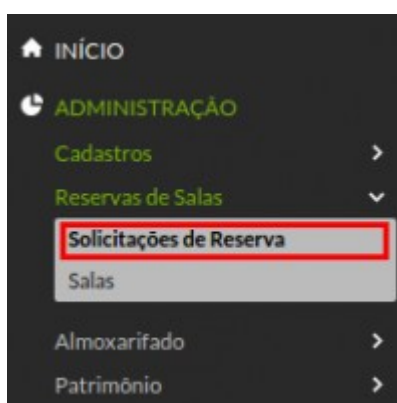 INÍCIO
ADMINISTRAÇÃO
Cadastros
Reservas de Salas
Solicitações de Reserva
Salas
Almoxarifado
Patrimônio